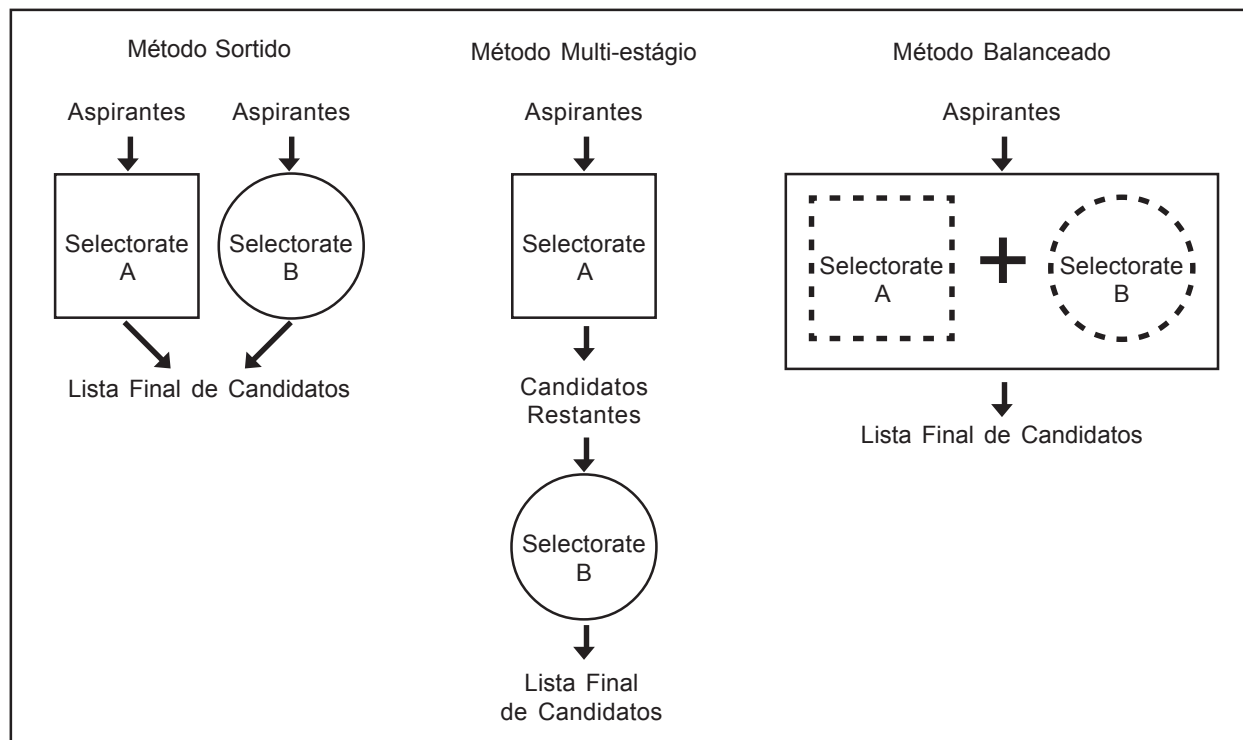 Método Sortido
Aspirantes
Aspirantes
Selectorate
A
Selectorate
B
Lista Final de Candidatos
Método Multi-estágio
Aspirantes
Selectorate
A
Candidatos
Restantes
Selectorate
B
Lista Final
de Candidatos
Método Balanceado
Aspirantes
Selectorate
A
+
Selectorate
B
Lista Final de Candidatos